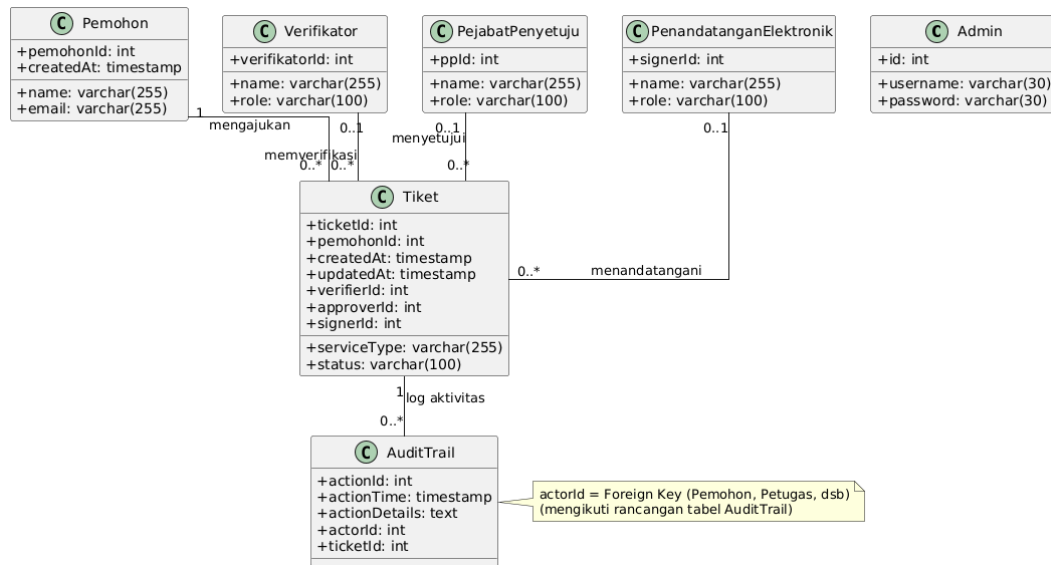 C Pemohon
+pemohonId: int
+createdAt: timestamp
+name: varchar(255)
+email: varchar(255)
C Verifikator
+verifikatorId: int
+name: varchar(255)
+role: varchar(100)
C PejabatPenyetuju
+ppId: int
+name: varchar(255)
+role: varchar(100)
C PenandatanganElektronik
+signerId: int
+name: varchar(255)
+role: varchar(100)
C Admin
+id: int
+username: varchar(30)
+password: varchar(30)
1
mengajukan
0..*
0..1
memverifikasi
0..*
0..1
menyetujui
0..*
0..1
menandatangani
0..*
C Tiket
+ticketId: int
+pemohonId: int
+createdAt: timestamp
+updatedAt: timestamp
+verifierId: int
+approverId: int
+signerId: int
+serviceType: varchar(255)
+status: varchar(100)
1
log aktivitas
0..*
C AuditTrail
+actionId: int
+actionTime: timestamp
+actionDetails: text
+actorId: int
+ticketId: int
actorId = Foreign Key (Pemohon, Petugas, dsb)
(mengikuti rancangan tabel AuditTrail)